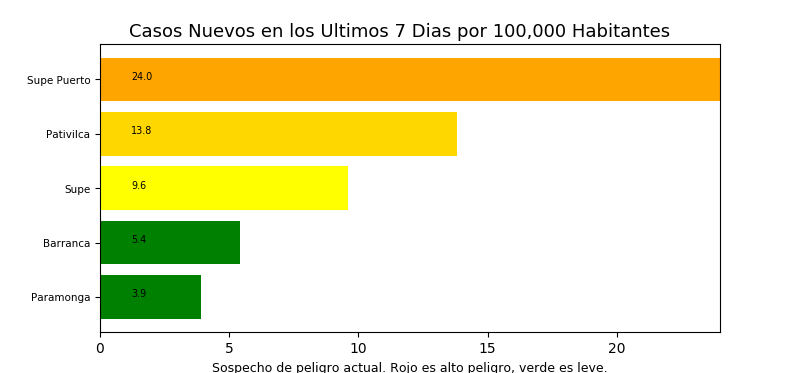 Casos Nuevos en los Ultimos 7 Dias por 100,000 Habitantes
Supe Puerto 24.0
Pativilca 13.8
Supe 9.6
Barranca 5.4
Paramonga 3.9
0 5 10 15 20
Sospecho de peligro actual. Rojo es alto peligro, verde es leve.